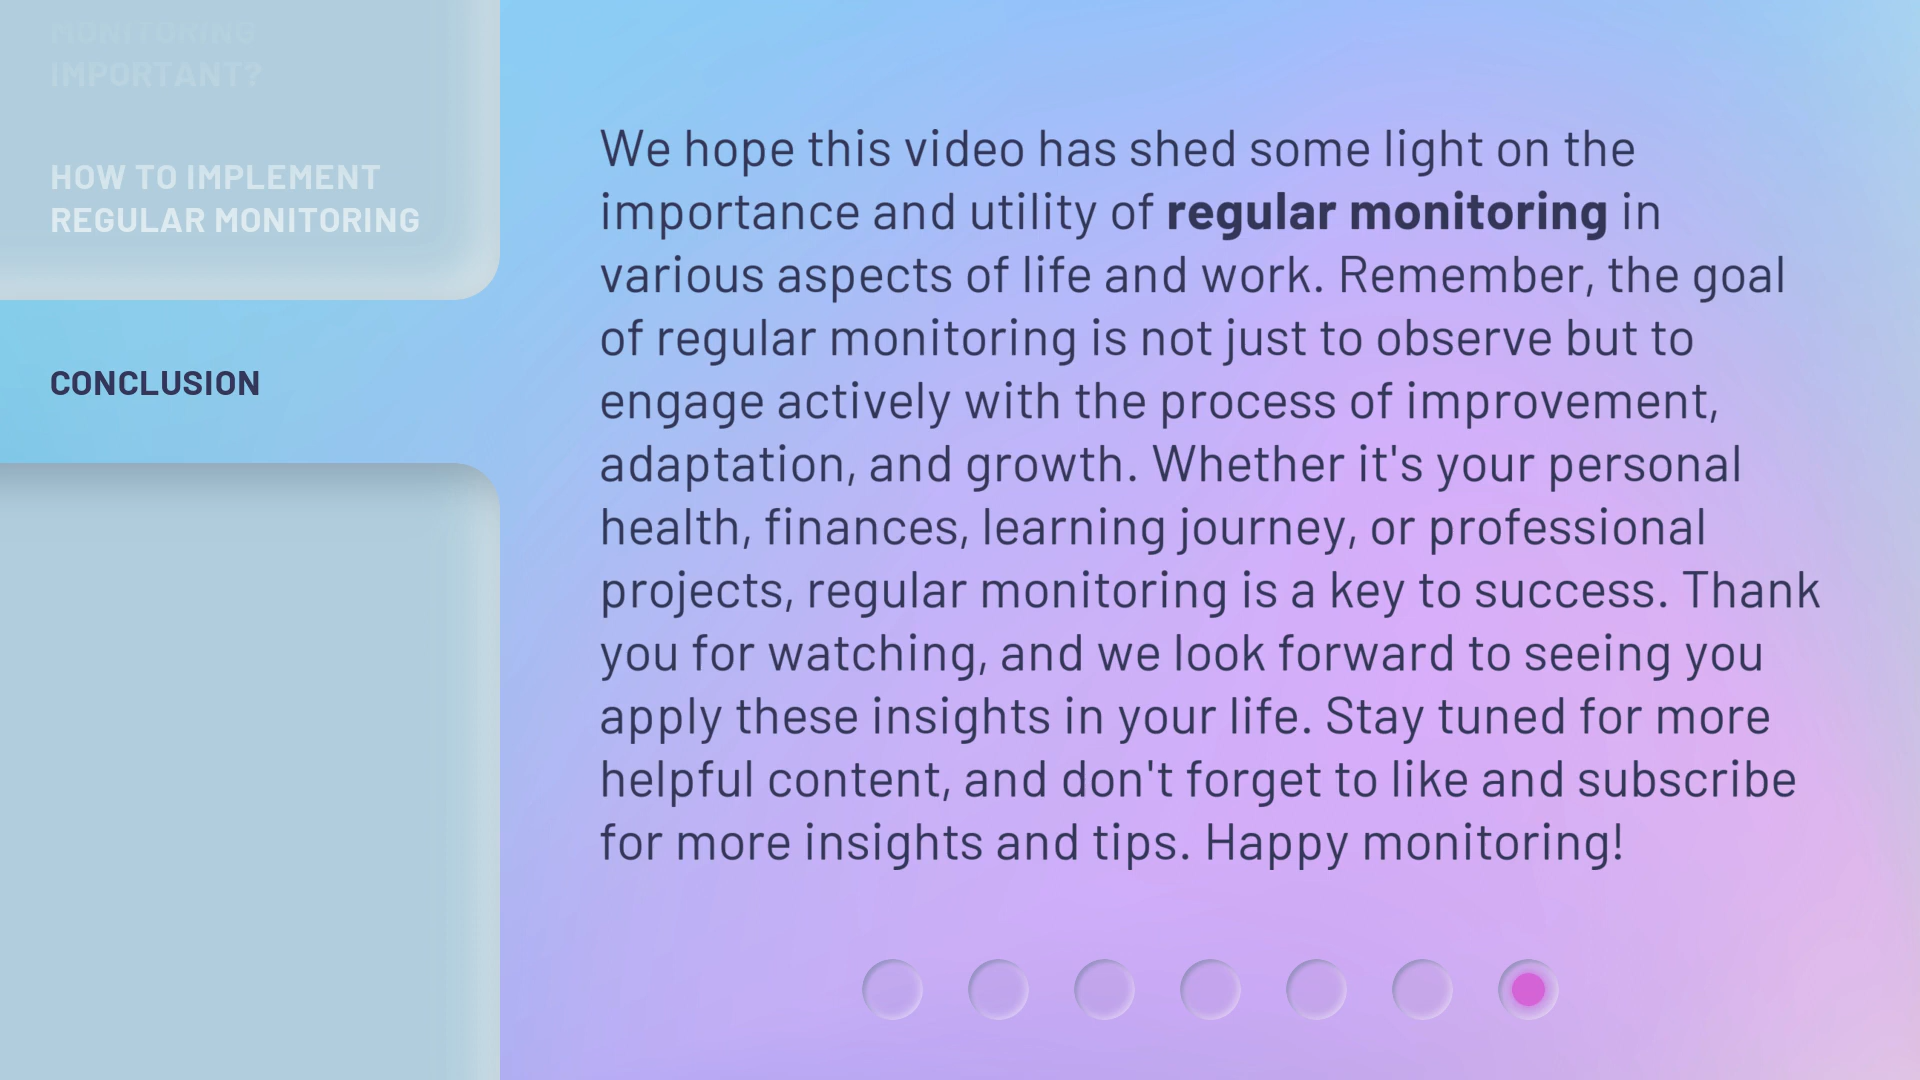 MONITORING
IMPORTANT?
HOW TO IMPLEMENT
REGULAR MONITORING
CONCLUSION
We hope this video has shed some light on the
importance and utility of regular monitoring in
various aspects of life and work. Remember, the goal
of regular monitoring is not just to observe but to
engage actively with the process of improvement,
adaptation, and growth. Whether it's your personal
health, finances, learning journey, or professional
projects, regular monitoring is a key to success. Thank
you for watching, and we look forward to seeing you
apply these insights in your life. Stay tuned for more
helpful content, and don't forget to like and subscribe
for more insights and tips. Happy monitoring!